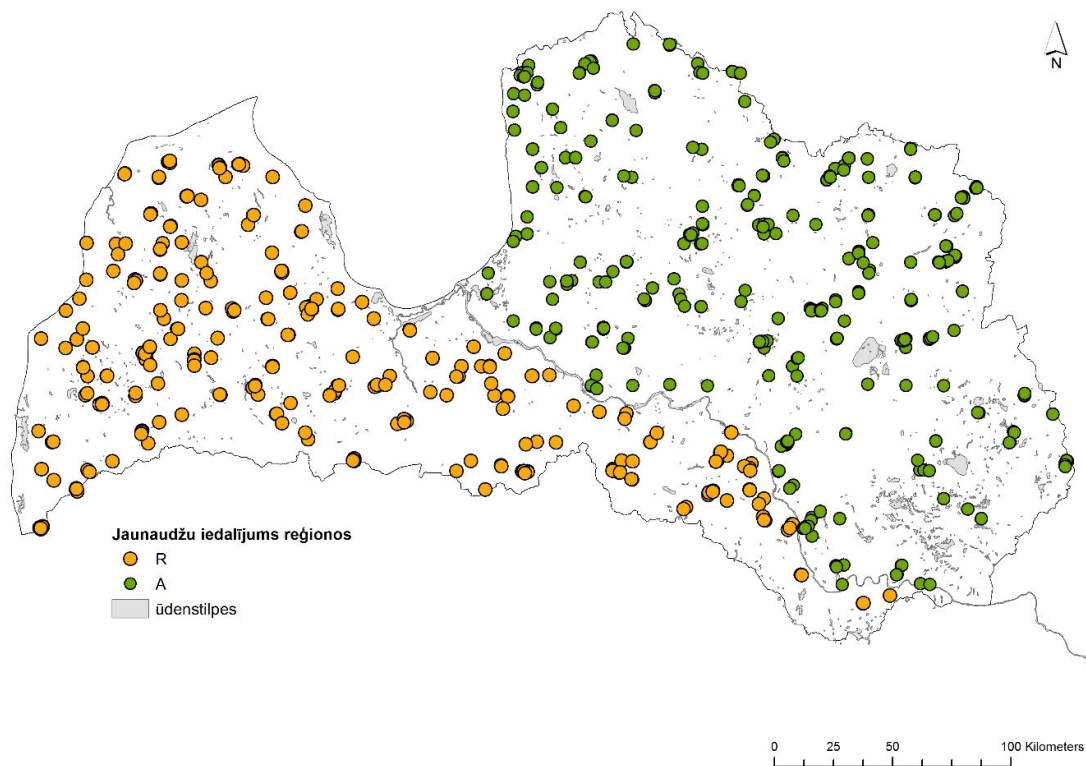 N
Jaunaudžu iedalījums reģionos
R
A
ūdenstilpes
0 25 50 100 Kilometers